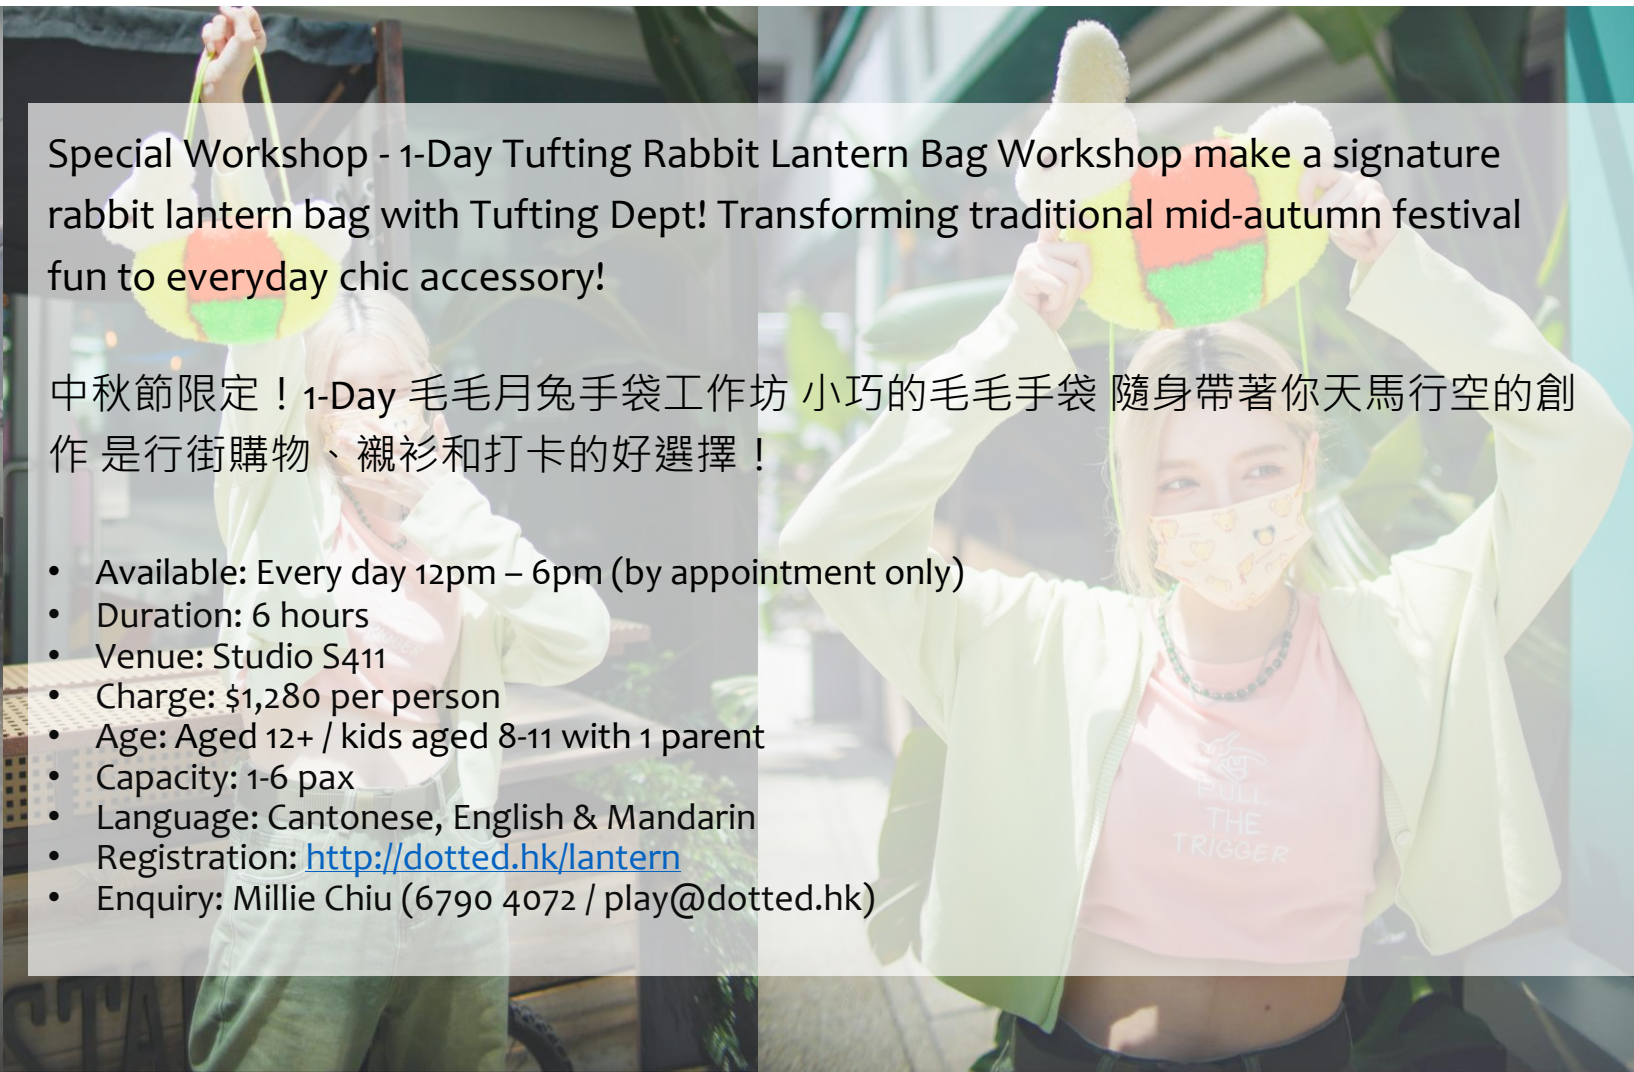 Special Workshop - 1-Day Tufting Rabbit Lantern Bag Workshop make a signature
rabbit lantern bag with Tufting Dept! Transforming traditional mid-autumn festival
fun to everyday chic accessory!
中秋節限定！1-Day 毛毛月兔手袋工作坊 小巧的毛毛手袋 隨身帶著你天馬行空的創
作 是行街購物、襯衫和打卡的好選擇！
• Available: Every day 12pm – 6pm (by appointment only)
• Duration: 6 hours
• Venue: Studio S411
• Charge: $1,280 per person
• Age: Aged 12+ / kids aged 8-11 with 1 parent
• Capacity: 1-6 pax
• Language: Cantonese, English & Mandarin
• Registration: http://dotted.hk/lantern
• Enquiry: Millie Chiu (6790 4072 / play@dotted.hk)
PULL
THE
TRIGGER